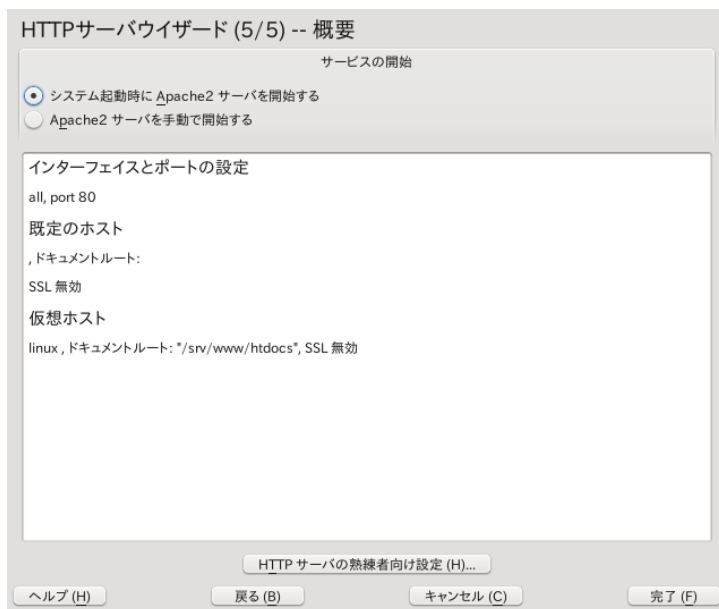 HTTPサーバウイザード (5/5) -- 概要
サービスの開始
システム起動時に Apache2 サーバを開始する
Apache2 サーバを手動で開始する
インターフェイスとポートの設定
all, port 80
既定のホスト
, ドキュメントルート:
SSL 無効
仮想ホスト
linux , ドキュメントルート: "/srv/www/htdocs", SSL 無効
HTTP サーバの熟練者向け設定 (H)...
ヘルプ (H) 戻る (B) キャンセル (C) 完了 (F)